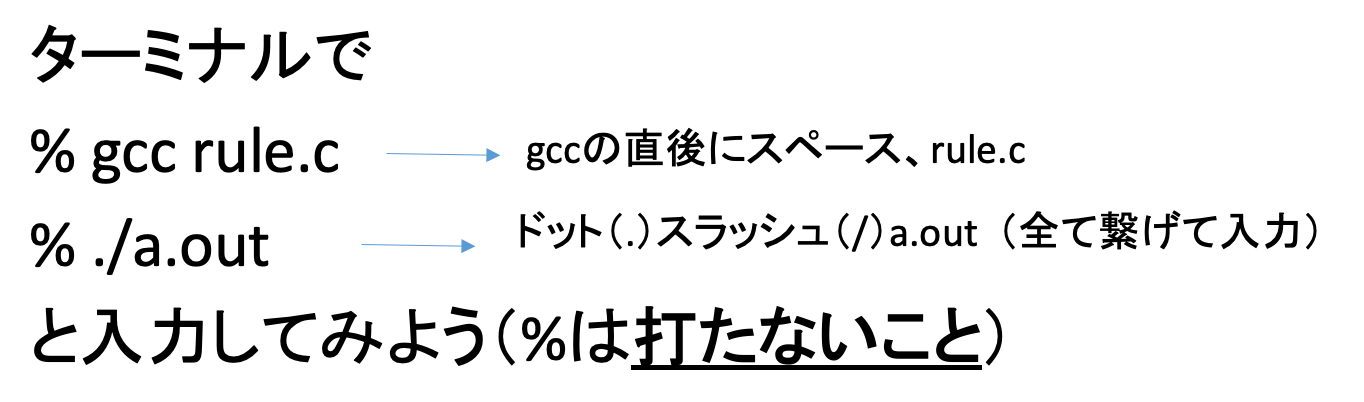 ターミナルで
% gcc rule.c gccの直後にスペース、rule.c
% ./a.out ドット（.）スラッシュ（/）a.out （全て繋げて入力）
と入力してみよう（%は打たないこと）